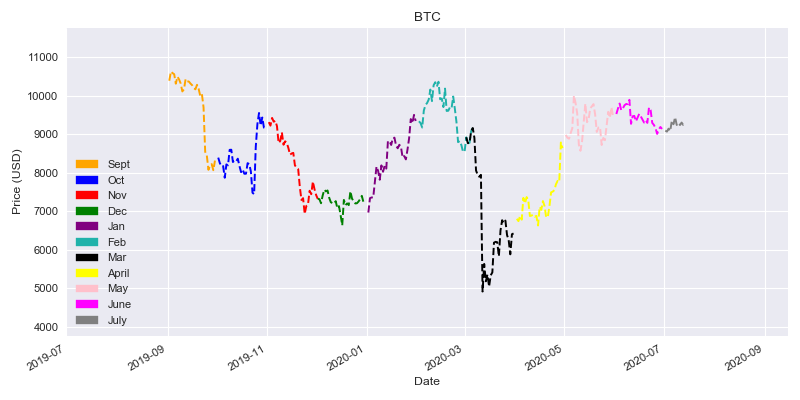 BTC
Price (USD)
11000
10000
9000
8000
7000
6000
5000
4000
Sept
Oct
Nov
Dec
Jan
Feb
Mar
April
May
June
July
2019-07
2019-09
2019-11
2020-01
2020-03
2020-05
2020-07
2020-09
Date